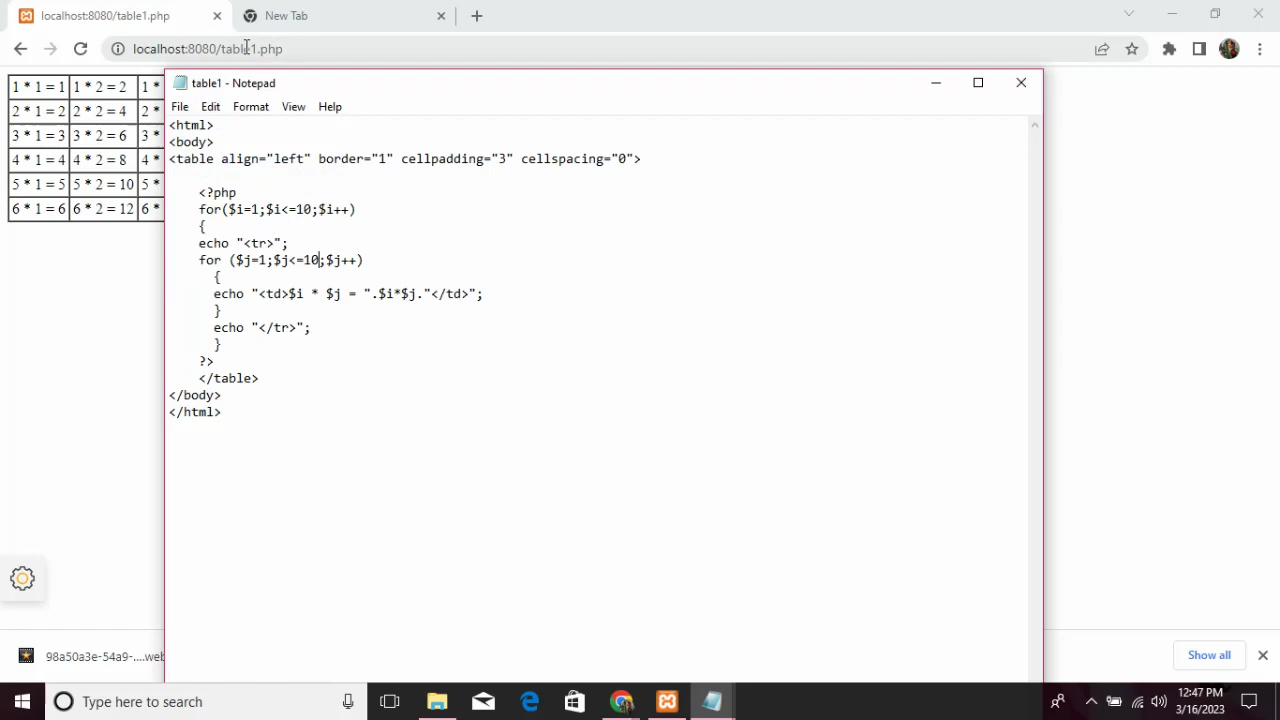 localhost:8080/table1.php
New Tab
localhost:8080/table1.php
1 * 1 = 1 1 * 2 = 2 1 *
2 * 1 = 2 2 * 2 = 4 2 *
3 * 1 = 3 3 * 2 = 6 3 *
4 * 1 = 4 4 * 2 = 8 4 *
5 * 1 = 5 5 * 2 = 10 5 *
6 * 1 = 6 6 * 2 = 12 6 *
table1 - Notepad
File Edit Format View Help
<html>
<body>
<table align="left" border="1" cellpadding="3" cellspacing="0">
<?php
for($i=1;$i<=10;$i++)
{
echo "<tr>";
for ($j=1;$j<=10;$j++)
{
echo "<td>$i * $j = ".$i*$j."</td>";
}
echo "</tr>";
}
?>
</table>
</body>
</html>
98a50a3e-54a9-....web
Show all
Type here to search
12:47 PM
3/16/2023